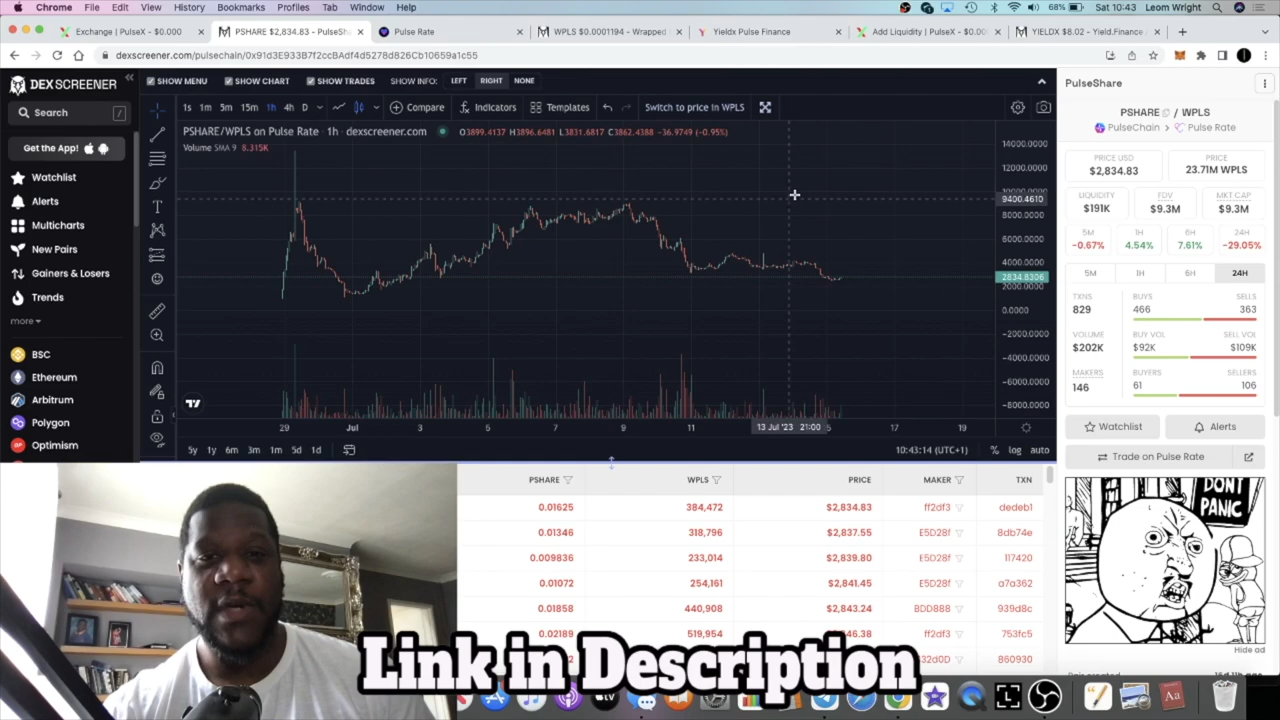 Chrome File Edit View History Bookmarks Profiles Tab Window Help 68% Sat 10:43 Leom Wright
Exchange | PulseX - $0.000 PSHARE $2,834.83 - PulseSh Pulse Rate WPLS $0.0001194 - Wrapped Yieldx Pulse Finance Add Liquidity | PulseX - $0.00 YIELDX $8.02 - Yield.Finance
dexscreener.com/pulsechain/0x91d3E933B7f2ccBAdf4d5278d826Cb10659a1c55
DEXSCREENER
Search /
Get the App!
Watchlist
Alerts
Multicharts
New Pairs
Gainers & Losers
Trends
more
BSC
Ethereum
Arbitrum
Polygon
Optimism
SHOW MENU SHOW CHART SHOW TRADES SHOW INFO: LEFT RIGHT NONE
1s 1m 5m 15m 1h 4h D Compare Indicators Templates Switch to price in WPLS
PSHARE/WPLS on Pulse Rate · 1h · dexscreener.com O3899.4137 H3896.6481 L3831.6817 C3862.4388 -36.9749 (-0.95%)
Volume SMA 9 8.315K
14000.0000
12000.0000
9400.4610
8000.0000
6000.0000
4000.0000
2834.8306
2000.0000
0.0000
-2000.0000
-4000.0000
-6000.0000
-8000.0000
29 Jul 3 5 7 9 11 13 Jul '23 21:00 5 17 19
5y 1y 6m 3m 1m 5d 1d 10:43:14 (UTC+1) % log auto
PSHARE WPLS PRICE MAKER TXN
0.01625 384,472 $2,834.83 ff2df3 dedeb1
0.01346 318,796 $2,837.55 E5D28f 8db74e
0.009836 233,014 $2,839.80 E5D28f 117420
0.01072 254,161 $2,841.45 E5D28f a7a362
0.01858 440,908 $2,843.24 BDD888 939d8c
0.02189 519,954 ff2df3 753fc5
860930
PulseShare
PSHARE / WPLS
PulseChain > Pulse Rate
PRICE USD PRICE
$2,834.83 23.71M WPLS
LIQUIDITY FDV MKT CAP
$191K $9.3M $9.3M
5M 1H 6H 24H
-0.67% 4.54% 7.61% -29.05%
5M 1H 6H 24H
TXNS BUYS SELLS
829 466 363
VOLUME BUY VOL SELL VOL
$202K $92K $109K
MAKERS BUYERS SELLERS
146 61 106
Watchlist Alerts
Trade on Pulse Rate
DONT
PANIC
Hide ad
Link in Description